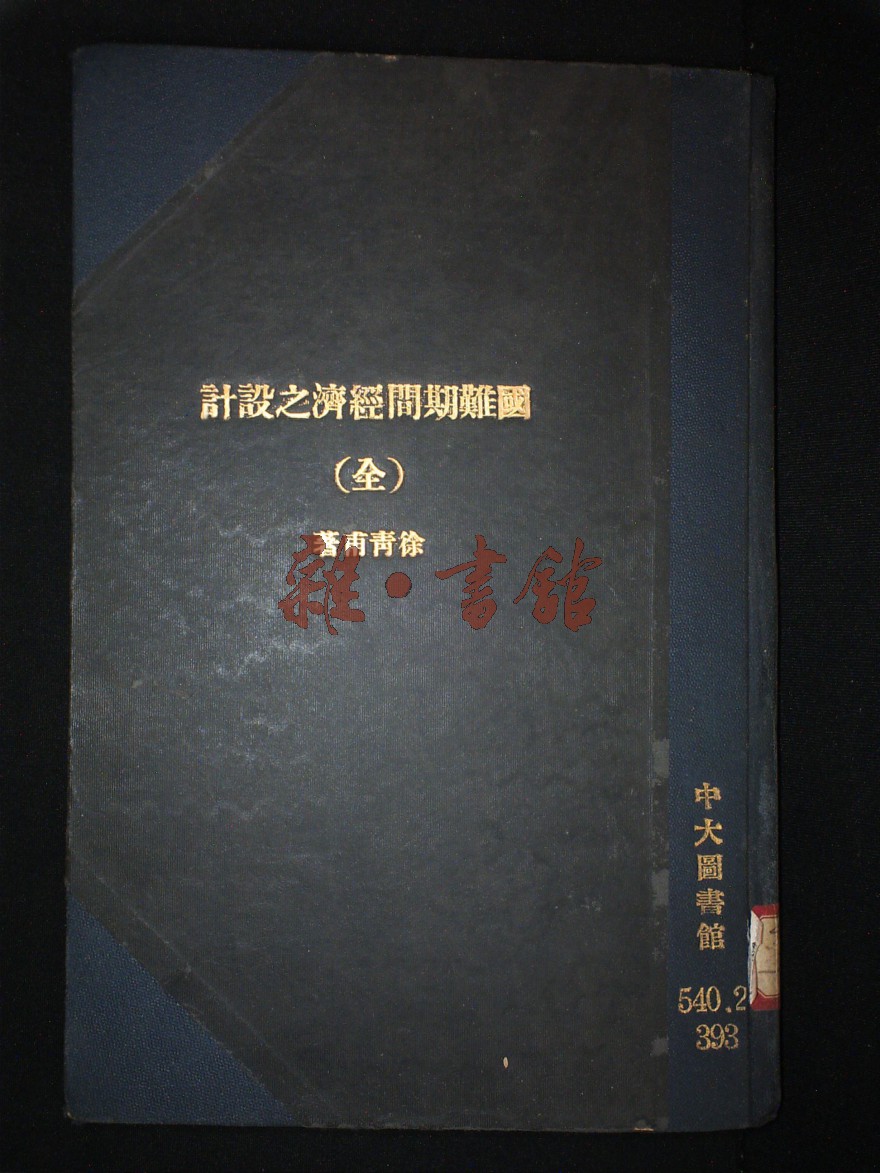 國難期間經濟之設計
（全）
徐青甫著
雜·書館
中大圖書館
540.2
393